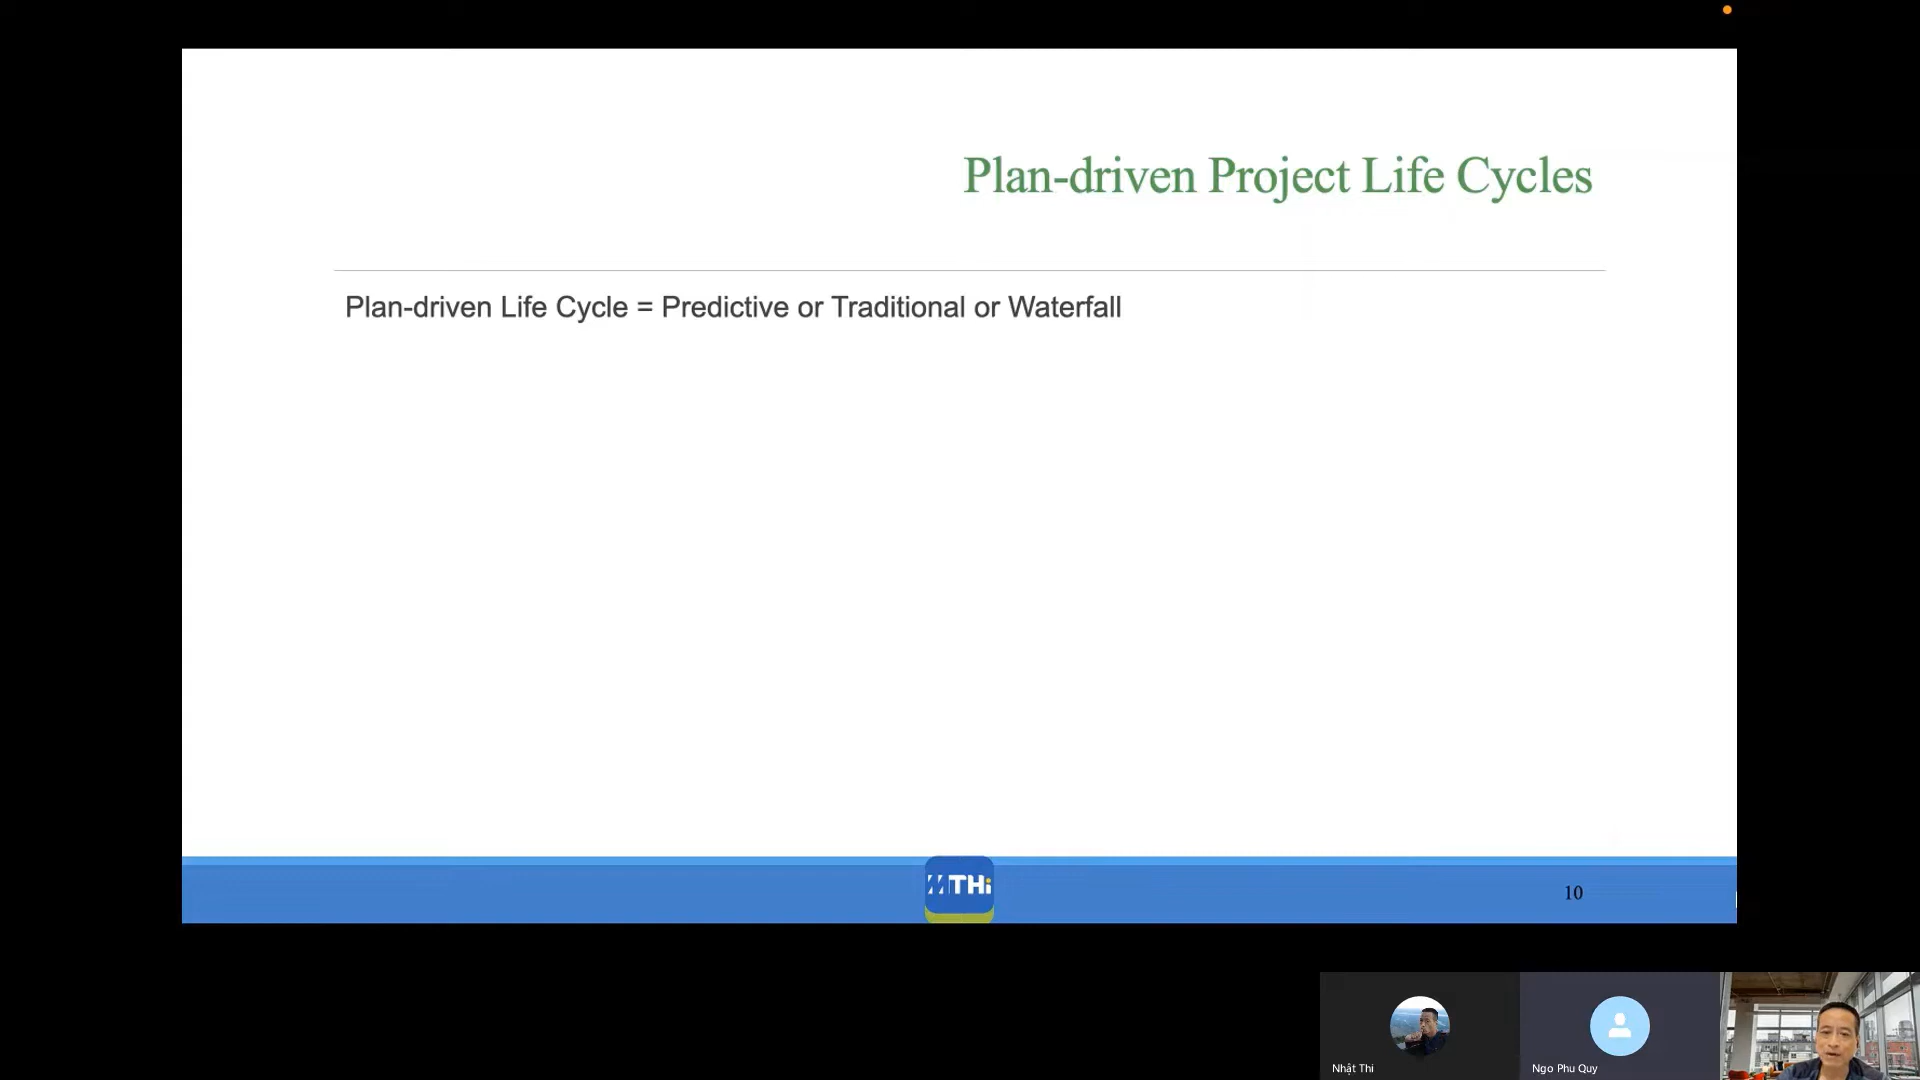 Plan-driven Project Life Cycles
Plan-driven Life Cycle = Predictive or Traditional or Waterfall
MTHi
10
Nhật Thi
Ngo Phu Quy